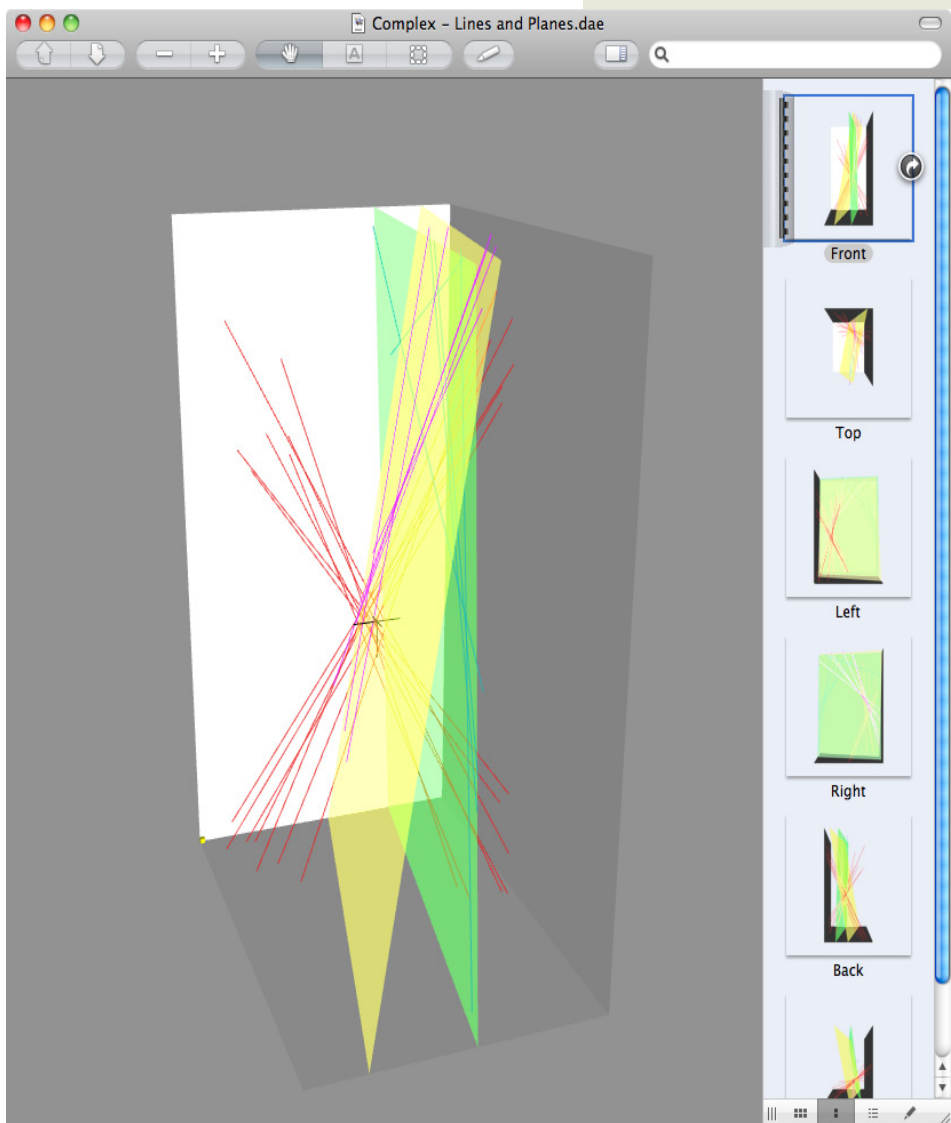 Complex – Lines and Planes.dae
A
Front
Top
Left
Right
Back